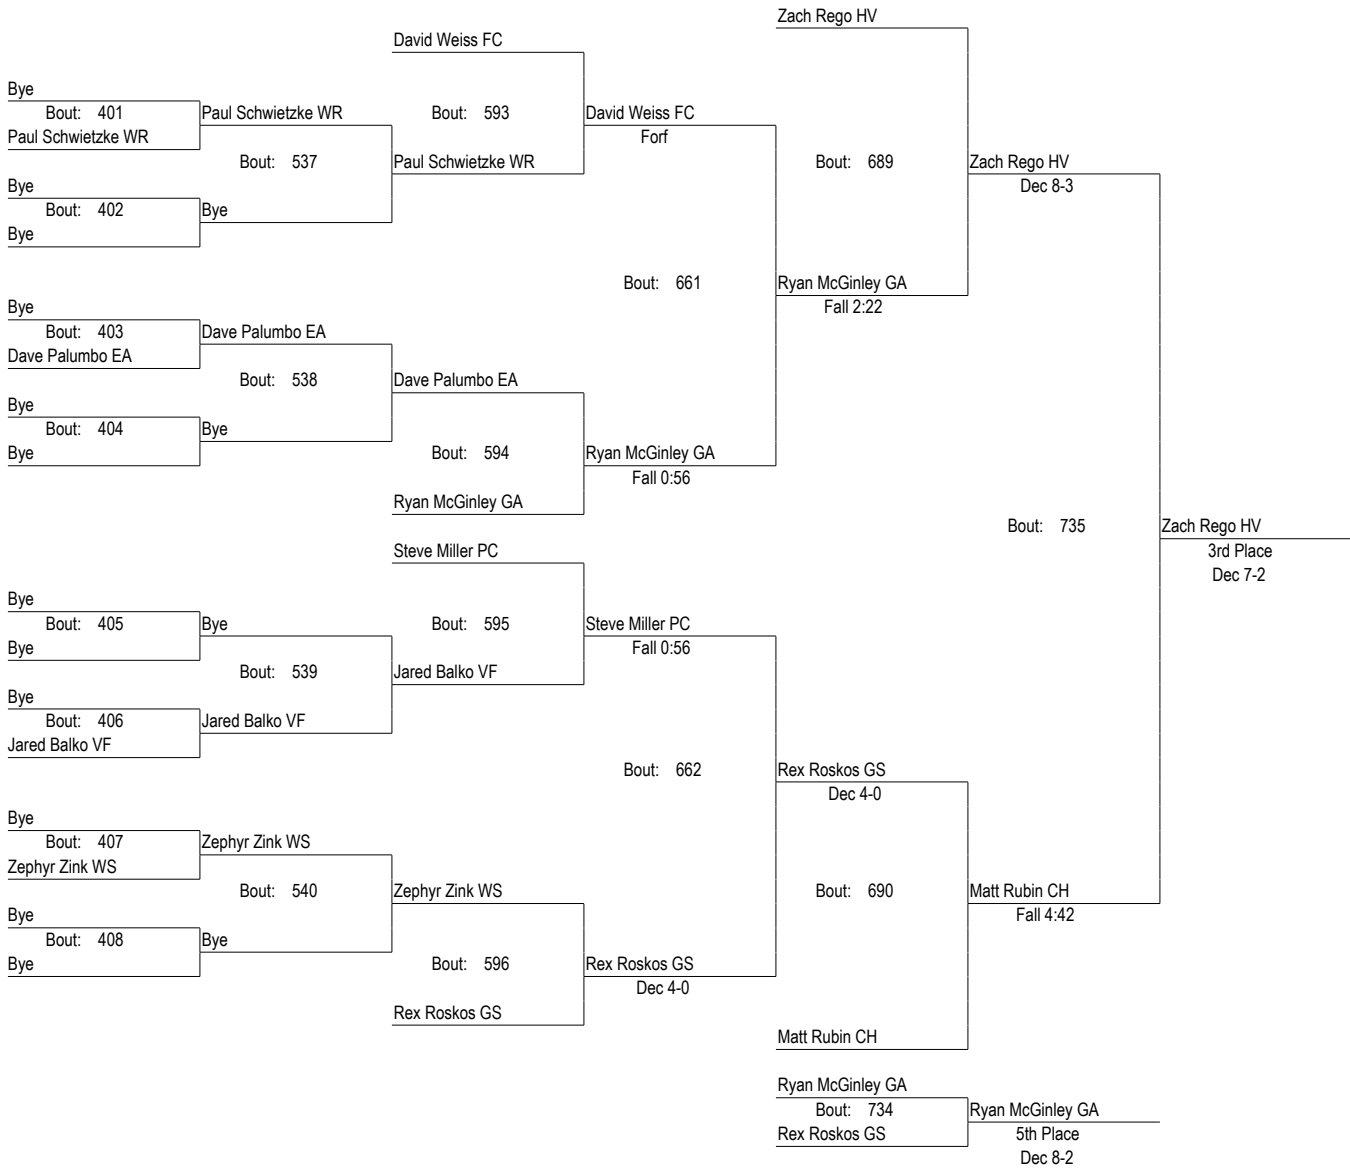 Zach Rego HV
David Weiss FC
Bye
Bout: 401
Paul Schwietzke WR
Paul Schwietzke WR
Bout: 593
David Weiss FC
Forf
Bout: 537
Paul Schwietzke WR
Bout: 689
Zach Rego HV
Dec 8-3
Bye
Bout: 402
Bye
Bye
Bout: 661
Ryan McGinley GA
Fall 2:22
Bye
Bout: 403
Dave Palumbo EA
Dave Palumbo EA
Bout: 538
Dave Palumbo EA
Bye
Bout: 404
Bye
Bye
Bout: 594
Ryan McGinley GA
Fall 0:56
Ryan McGinley GA
Bout: 735
Zach Rego HV
3rd Place
Dec 7-2
Steve Miller PC
Bye
Bout: 405
Bye
Bye
Bout: 595
Steve Miller PC
Fall 0:56
Bout: 539
Jared Balko VF
Bye
Bout: 406
Jared Balko VF
Jared Balko VF
Bout: 662
Rex Roskos GS
Dec 4-0
Bye
Bout: 407
Zephyr Zink WS
Zephyr Zink WS
Bout: 540
Zephyr Zink WS
Bout: 690
Matt Rubin CH
Fall 4:42
Bye
Bout: 408
Bye
Bye
Bout: 596
Rex Roskos GS
Dec 4-0
Rex Roskos GS
Matt Rubin CH
Ryan McGinley GA
Bout: 734
Rex Roskos GS
Ryan McGinley GA
5th Place
Dec 8-2